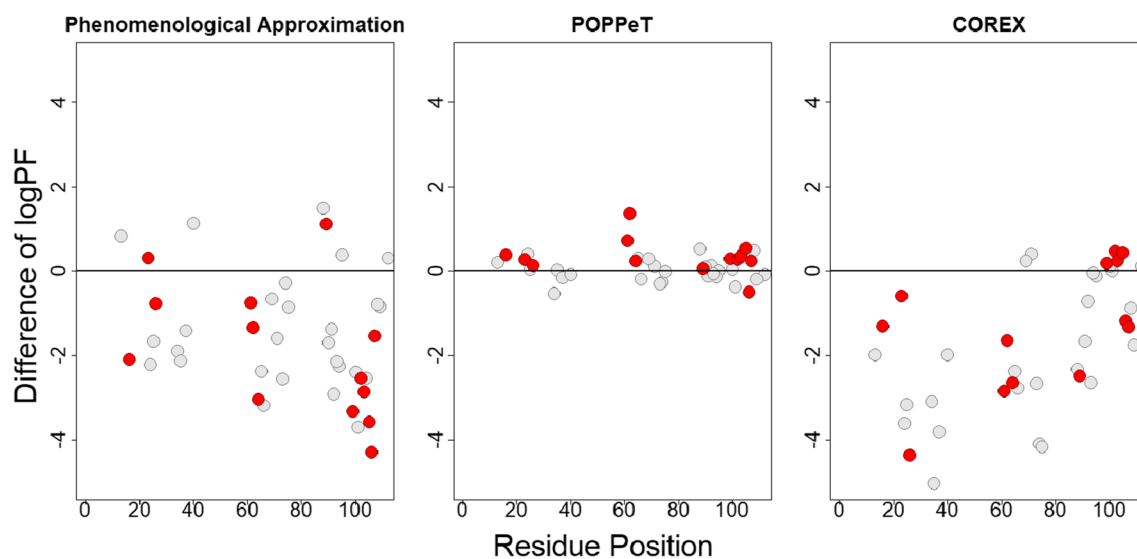 Phenomenological Approximation POPPeT COREX
Difference of logPF
4 4 4
2 2 2
0 0 0
-2 -2 -2
-4 -4 -4
0 20 40 60 80 100 0 20 40 60 80 100 0 20 40 60 80 100
Residue Position